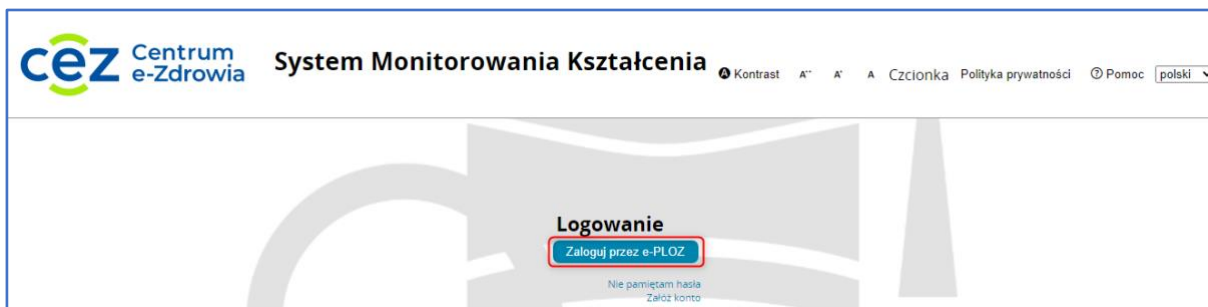 cez Centrum
e-Zdrowia
System Monitorowania Kształcenia
A Kontrast A++ A+ A Czcionka Polityka prywatności ? Pomoc polski
Logowanie
Zaloguj przez e-PLOZ
Nie pamiętam hasła
Załóż konto